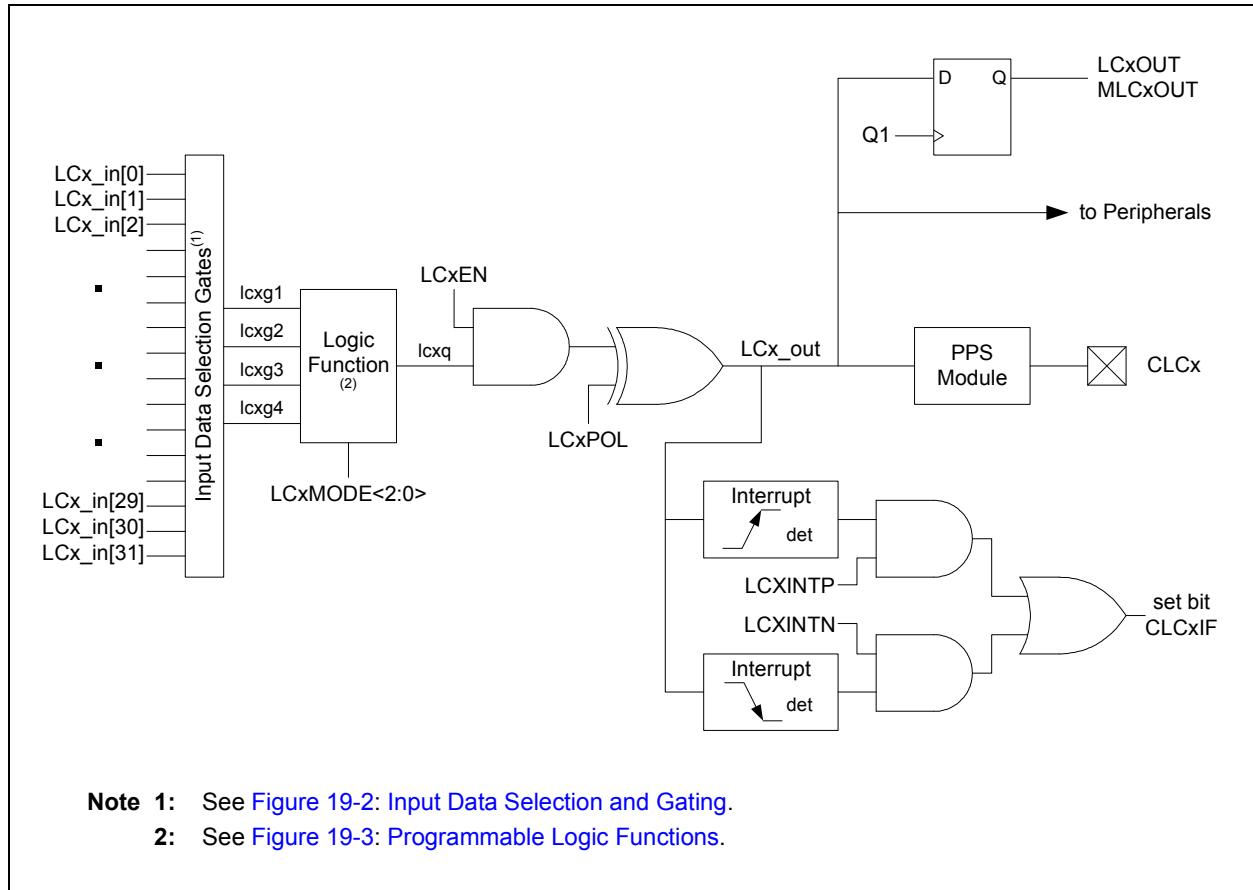 LCx_in[0]
LCx_in[1]
LCx_in[2]
LCx_in[29]
LCx_in[30]
LCx_in[31]
Input Data Selection Gates(1)
lcxg1
lcxg2
lcxg3
lcxg4
Logic
Function
(2)
LCxMODE<2:0>
lcxq
LCxEN
LCxPOL
LCx_out
D Q
Q1
LCxOUT
MLCxOUT
to Peripherals
PPS
Module
CLCx
Interrupt
det
LCXINTP
LCXINTN
Interrupt
det
set bit
CLCxIF
Note 1: See Figure 19-2: Input Data Selection and Gating.
2: See Figure 19-3: Programmable Logic Functions.